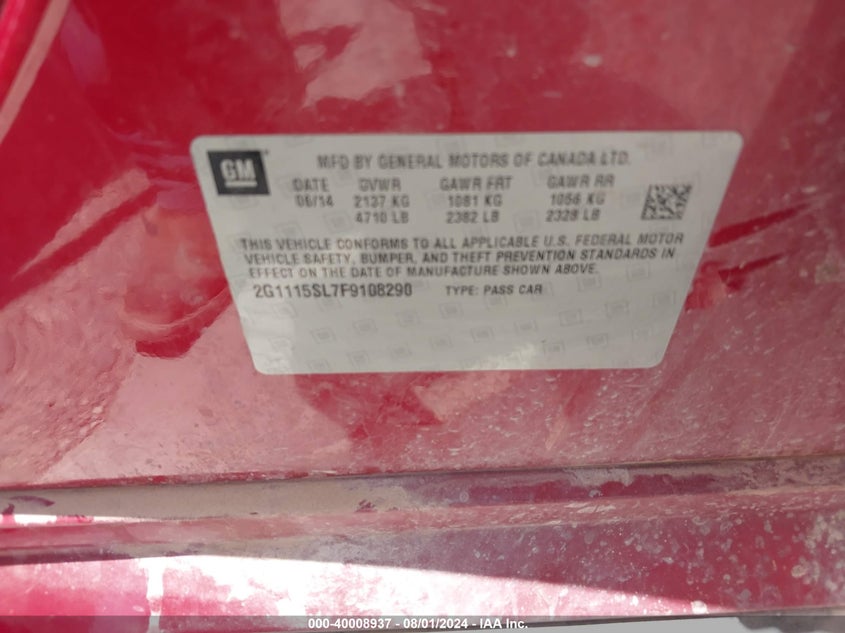 GM
MFD BY GENERAL MOTORS OF CANADA LTD.
DATE GVWR GAWR FRT GAWR RR
06/14 2137 KG 1081 KG 1056 KG
4710 LB 2382 LB 2328 LB
THIS VEHICLE CONFORMS TO ALL APPLICABLE U.S. FEDERAL MOTOR
VEHICLE SAFETY, BUMPER, AND THEFT PREVENTION STANDARDS IN
EFFECT ON THE DATE OF MANUFACTURE SHOWN ABOVE.
2G1115SL7F9108290 TYPE: PASS CAR
000-40008937 - 08/01/2024 - IAA Inc.